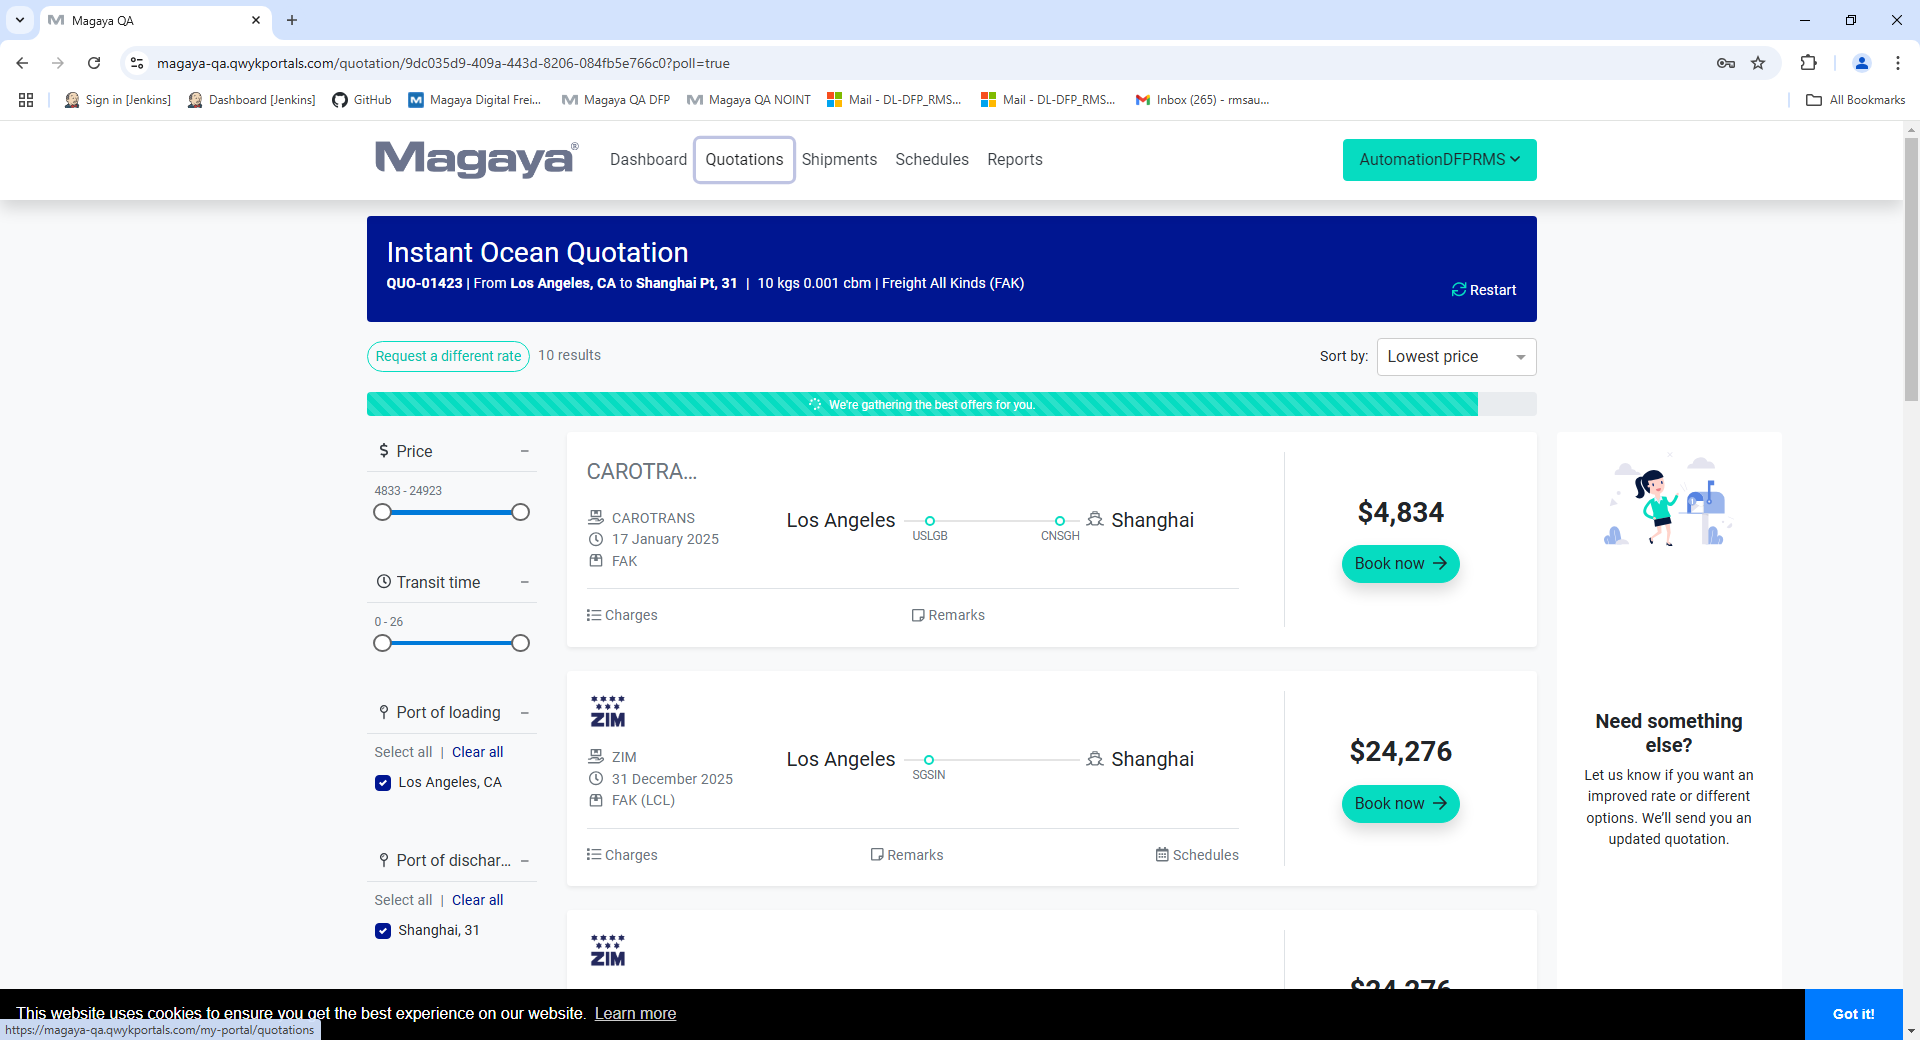 Magaya QA
magaya-qa.qwykportals.com/quotation/9dc035d9-409a-443d-8206-084fb5e766c0?poll=true
Sign in [Jenkins]
Dashboard [Jenkins]
GitHub
Magaya Digital Frei...
Magaya QA DFP
Magaya QA NOINT
Mail - DL-DFP_RMS...
Mail - DL-DFP_RMS...
Inbox (265) - rmsau...
All Bookmarks
Magaya®
Dashboard
Quotations
Shipments
Schedules
Reports
AutomationDFPRMS
Instant Ocean Quotation
QUO-01423 | From Los Angeles, CA to Shanghai Pt, 31 | 10 kgs 0.001 cbm | Freight All Kinds (FAK)
Restart
Request a different rate
10 results
Sort by:
Lowest price
We're gathering the best offers for you.
Price
4833 - 24923
Transit time
0 - 26
Port of loading
Select all | Clear all
Los Angeles, CA
Port of dischar...
Select all | Clear all
Shanghai, 31
CAROTRA...
CAROTRANS
17 January 2025
FAK
Los Angeles
USLGB
CNSGH
Shanghai
$4,834
Book now
Charges
Remarks
ZIM
ZIM
31 December 2025
FAK (LCL)
Los Angeles
SGSIN
Shanghai
$24,276
Book now
Charges
Remarks
Schedules
ZIM
$24,276
Need something
else?
Let us know if you want an
improved rate or different
options. We'll send you an
updated quotation.
This website uses cookies to ensure you get the best experience on our website. Learn more
Got it!
https://magaya-qa.qwykportals.com/my-portal/quotations